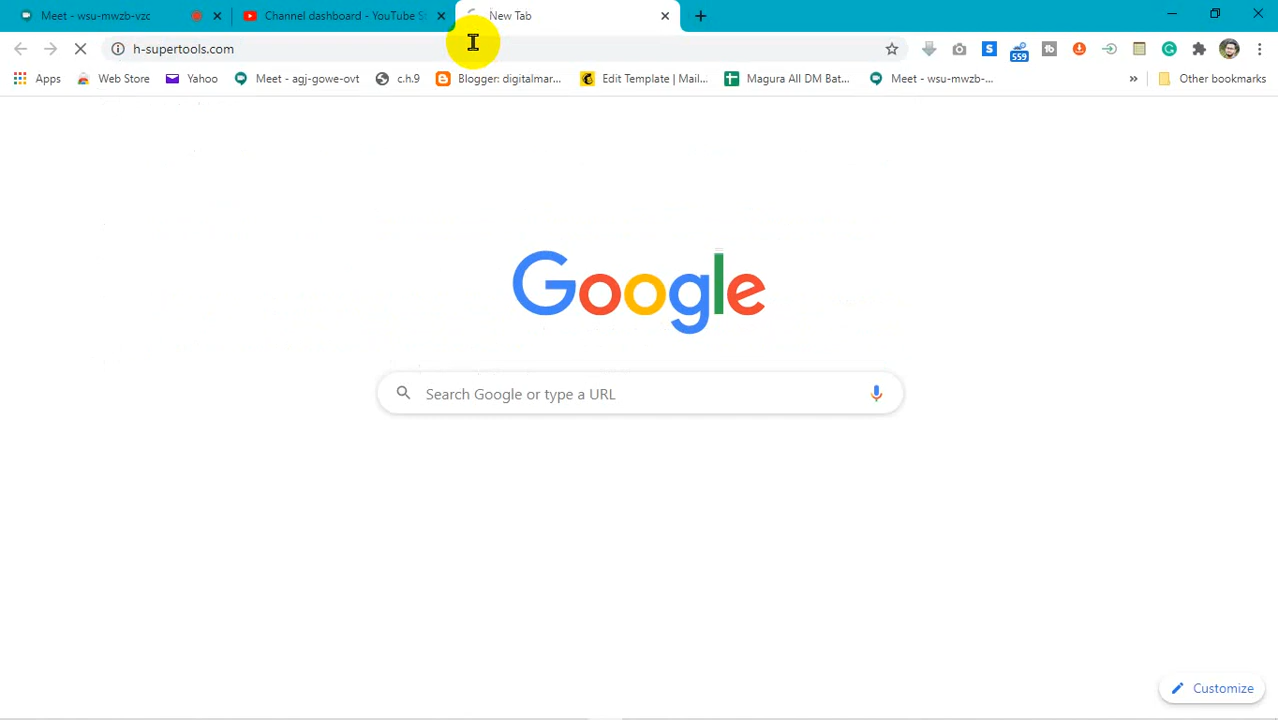 Meet - wsu-mwzb-vzc
Channel dashboard - YouTube St
New Tab
h-supertools.com
559
Apps
Web Store
Yahoo
Meet - agj-gowe-ovt
c.h.9
Blogger: digitalmar...
Edit Template | Mail...
Magura All DM Bat...
Meet - wsu-mwzb-...
»
Other bookmarks
Google
Search Google or type a URL
Customize